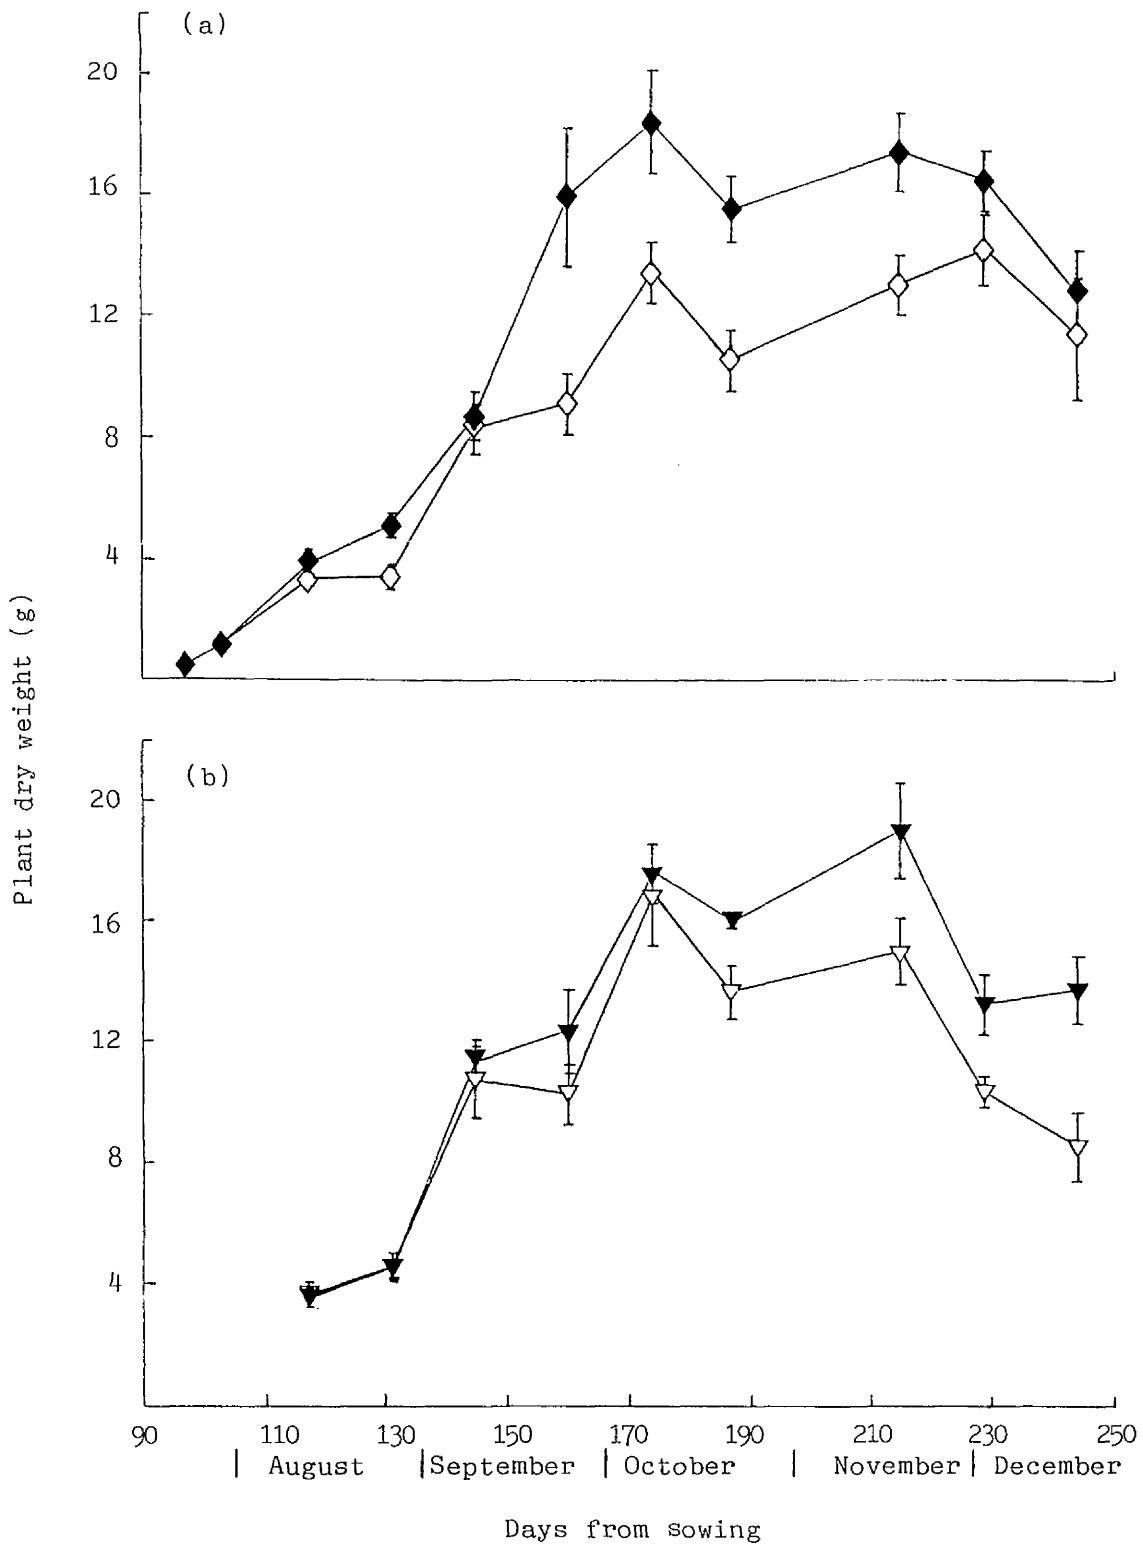 (a)
20
16
12
8
4
Plant dry weight (g)
(b)
20
16
12
8
4
90 110 130 150 170 190 210 230 250
| August | September | October | November | December
Days from sowing